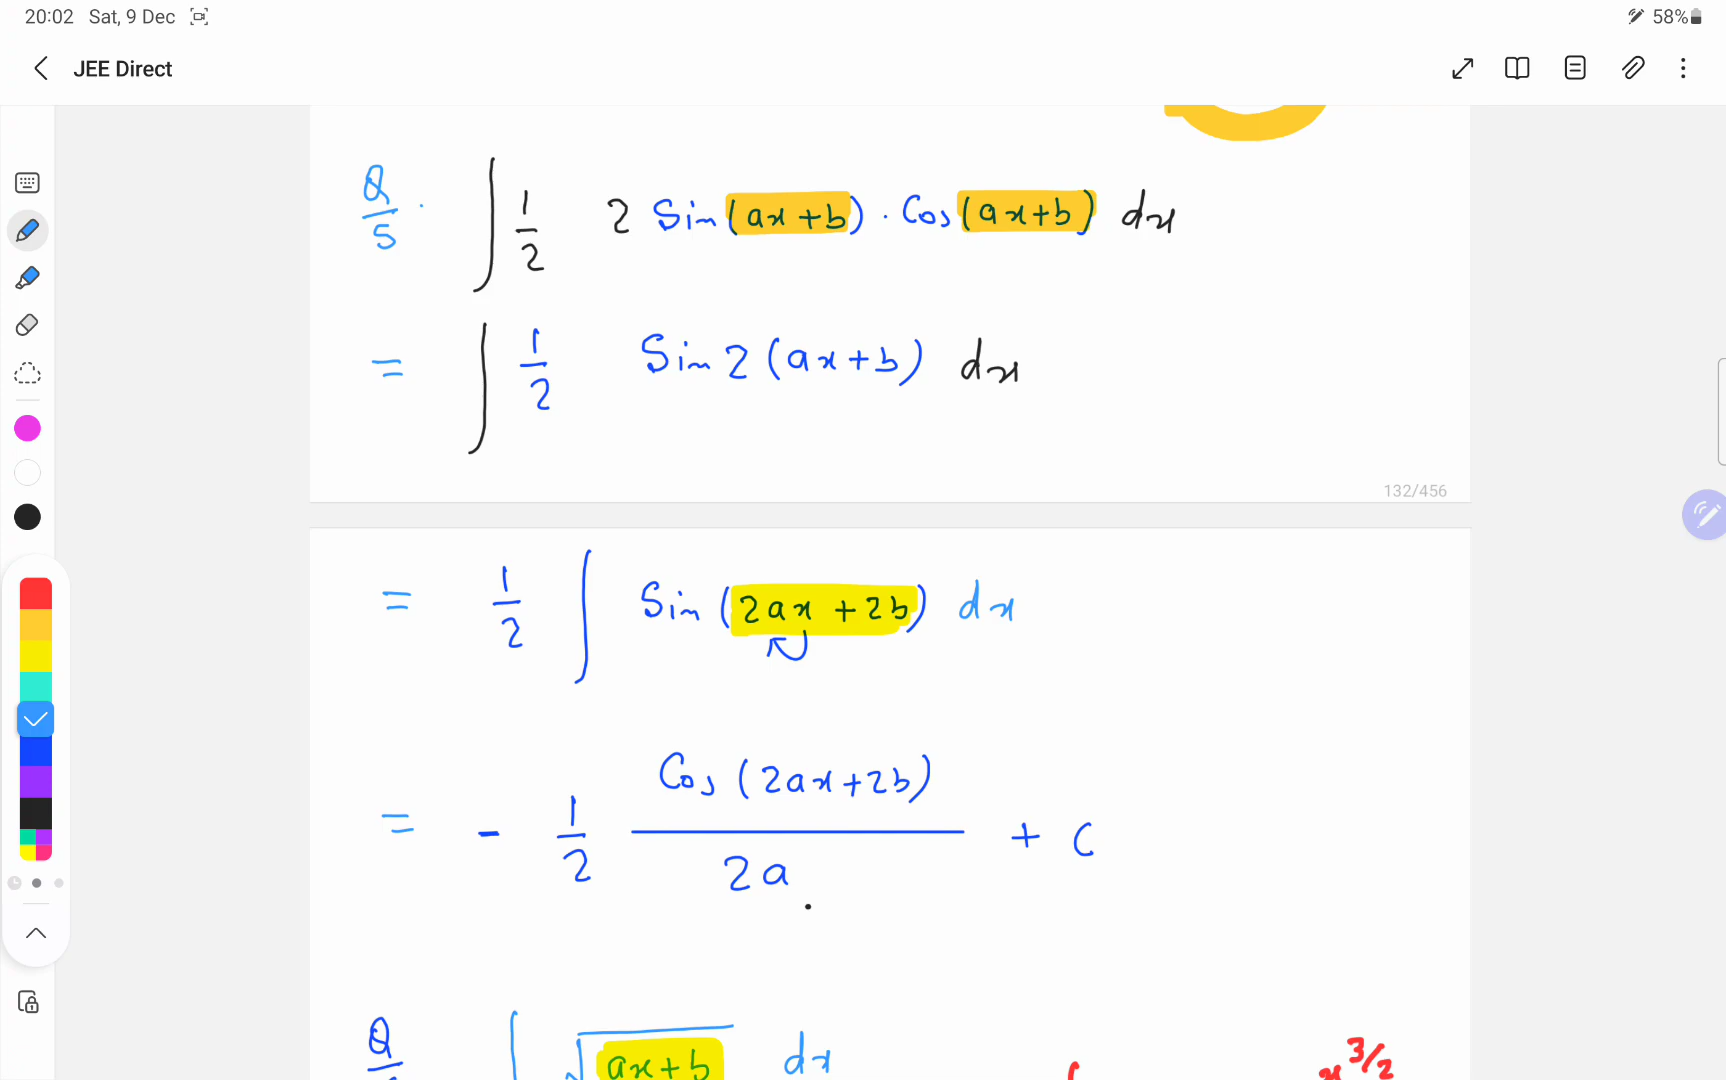 20:02 Sat, 9 Dec 58%
JEE Direct
Q/5 . ∫ 1/2 2 Sin (ax+b) . Cos (ax+b) dx
= ∫ 1/2 Sin 2 (ax+b) dx
132/456
= 1/2 ∫ Sin (2ax + 2b) dx
= - 1/2 Cos (2ax+2b) / 2a + C
Q ∫ √ax+b dx x^3/2